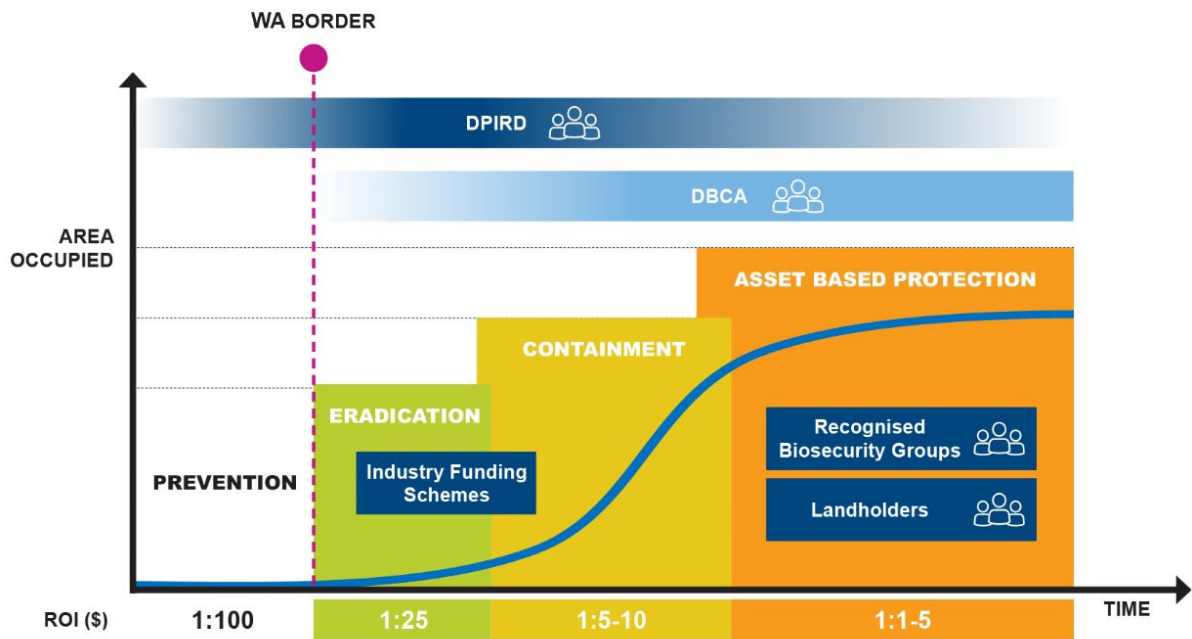 WA BORDER
DPIRD
DBCA
AREA
OCCUPIED
ASSET BASED PROTECTION
CONTAINMENT
ERADICATION
PREVENTION
Industry Funding
Schemes
Recognised
Biosecurity Groups
Landholders
TIME
ROI ($) 1:100 1:25 1:5-10 1:1-5